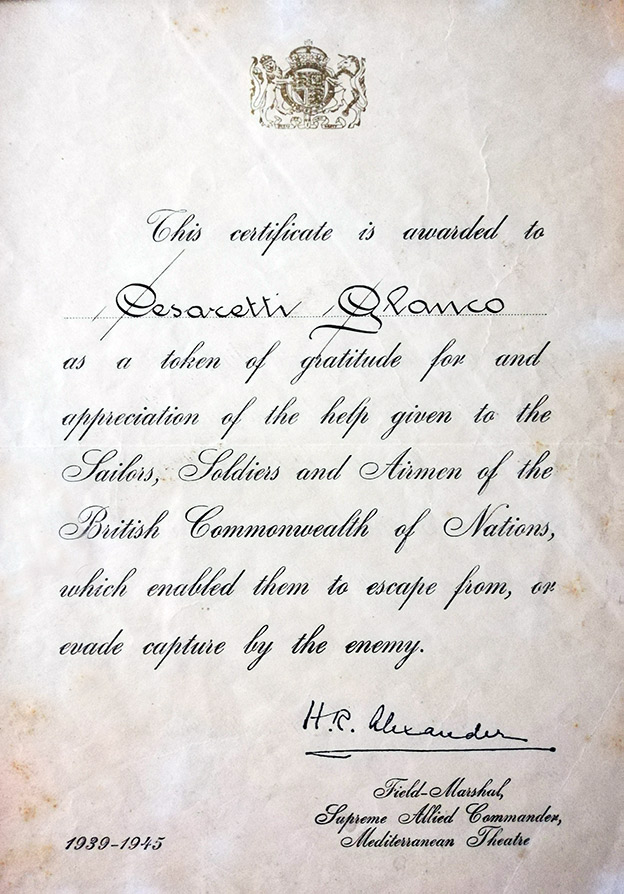 This certificate is awarded to
Cesaretti Glanco
as a token of gratitude for and
appreciation of the help given to the
Sailors, Soldiers and Airmen of the
British Commonwealth of Nations,
which enabled them to escape from, or
evade capture by the enemy.
H.R. Alexander
Field-Marshal,
Supreme Allied Commander,
1939-1945 Mediterranean Theatre